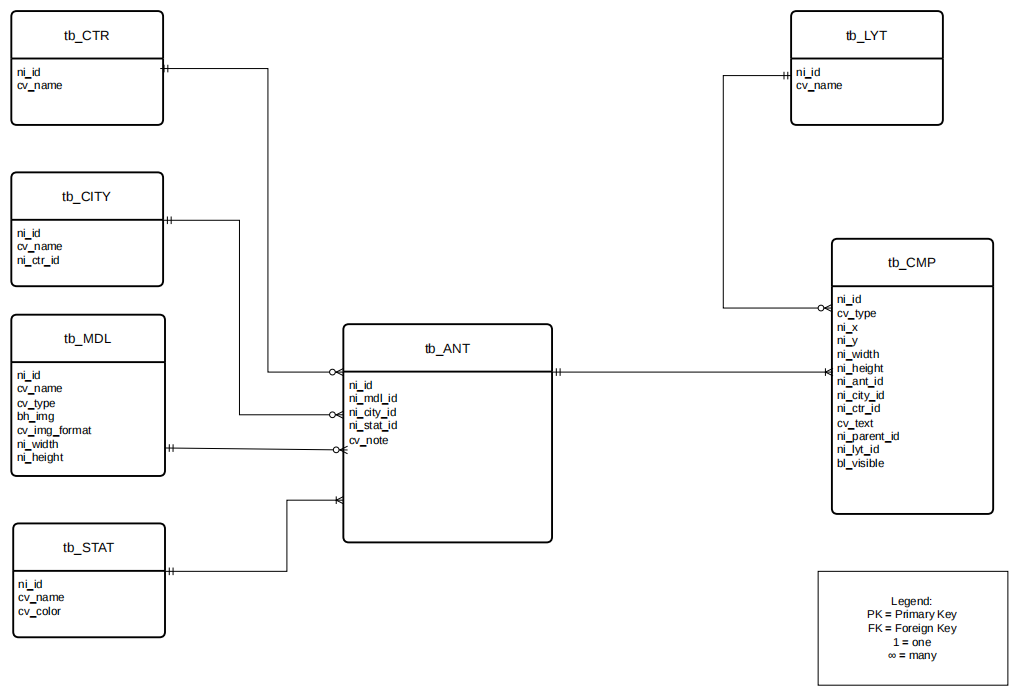 tb_CTR
ni_id
cv_name
tb_CITY
ni_id
cv_name
ni_ctr_id
tb_MDL
ni_id
cv_name
cv_type
bh_img
cv_img_format
ni_width
ni_height
tb_STAT
ni_id
cv_name
cv_color
tb_ANT
ni_id
ni_mdl_id
ni_city_id
ni_stat_id
cv_note
tb_LYT
ni_id
cv_name
tb_CMP
ni_id
cv_type
ni_x
ni_y
ni_width
ni_height
ni_ant_id
ni_city_id
ni_ctr_id
cv_text
ni_parent_id
ni_lyt_id
bl_visible
Legend:
PK = Primary Key
FK = Foreign Key
1 = one
∞ = many